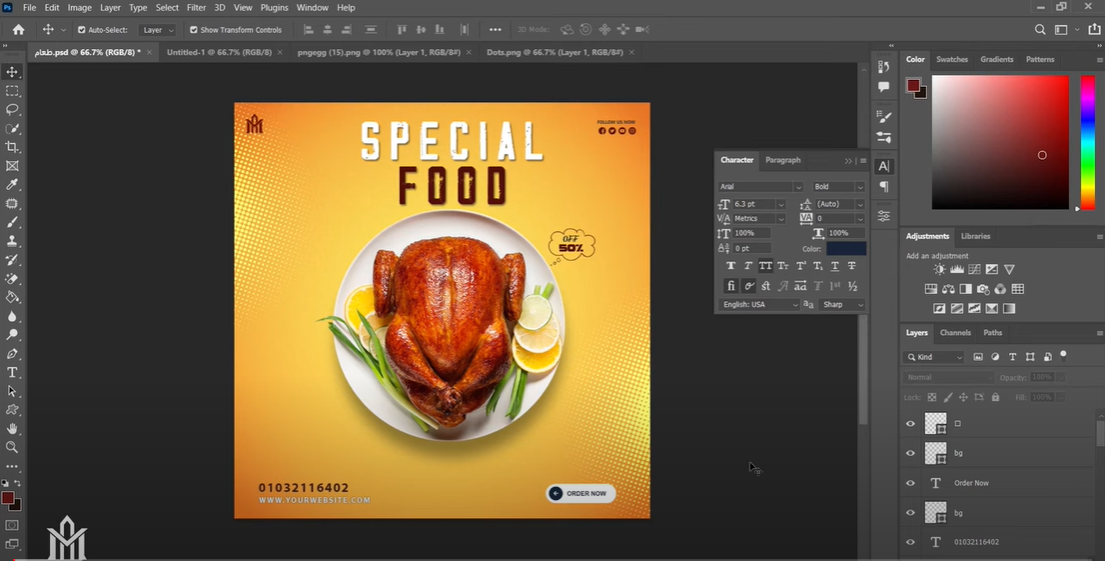 Ps File Edit Image Layer Type Select Filter 3D View Plugins Window Help
Auto-Select: Layer Show Transform Controls 3D Mode:
.psd @ 66.7% (RGB/8) * Untitled-1 @ 66.7% (RGB/8) pngegg (15).png @ 100% (Layer 1, RGB/8#) Dots.png @ 66.7% (Layer 1, RGB/8#)
SPECIAL
FOOD
FOLLOW US NOW
OFF
50%
01032116402
WWW.YOURWEBSITE.COM
ORDER NOW
Character Paragraph
Arial Bold
6.3 pt (Auto)
Metrics 0
100% 100%
0 pt Color:
English: USA Sharp
Color Swatches Gradients Patterns
Adjustments Libraries
Add an adjustment
Layers Channels Paths
Kind
Normal Opacity: 100%
Lock: Fill: 100%
bg
Order Now
bg
01032116402